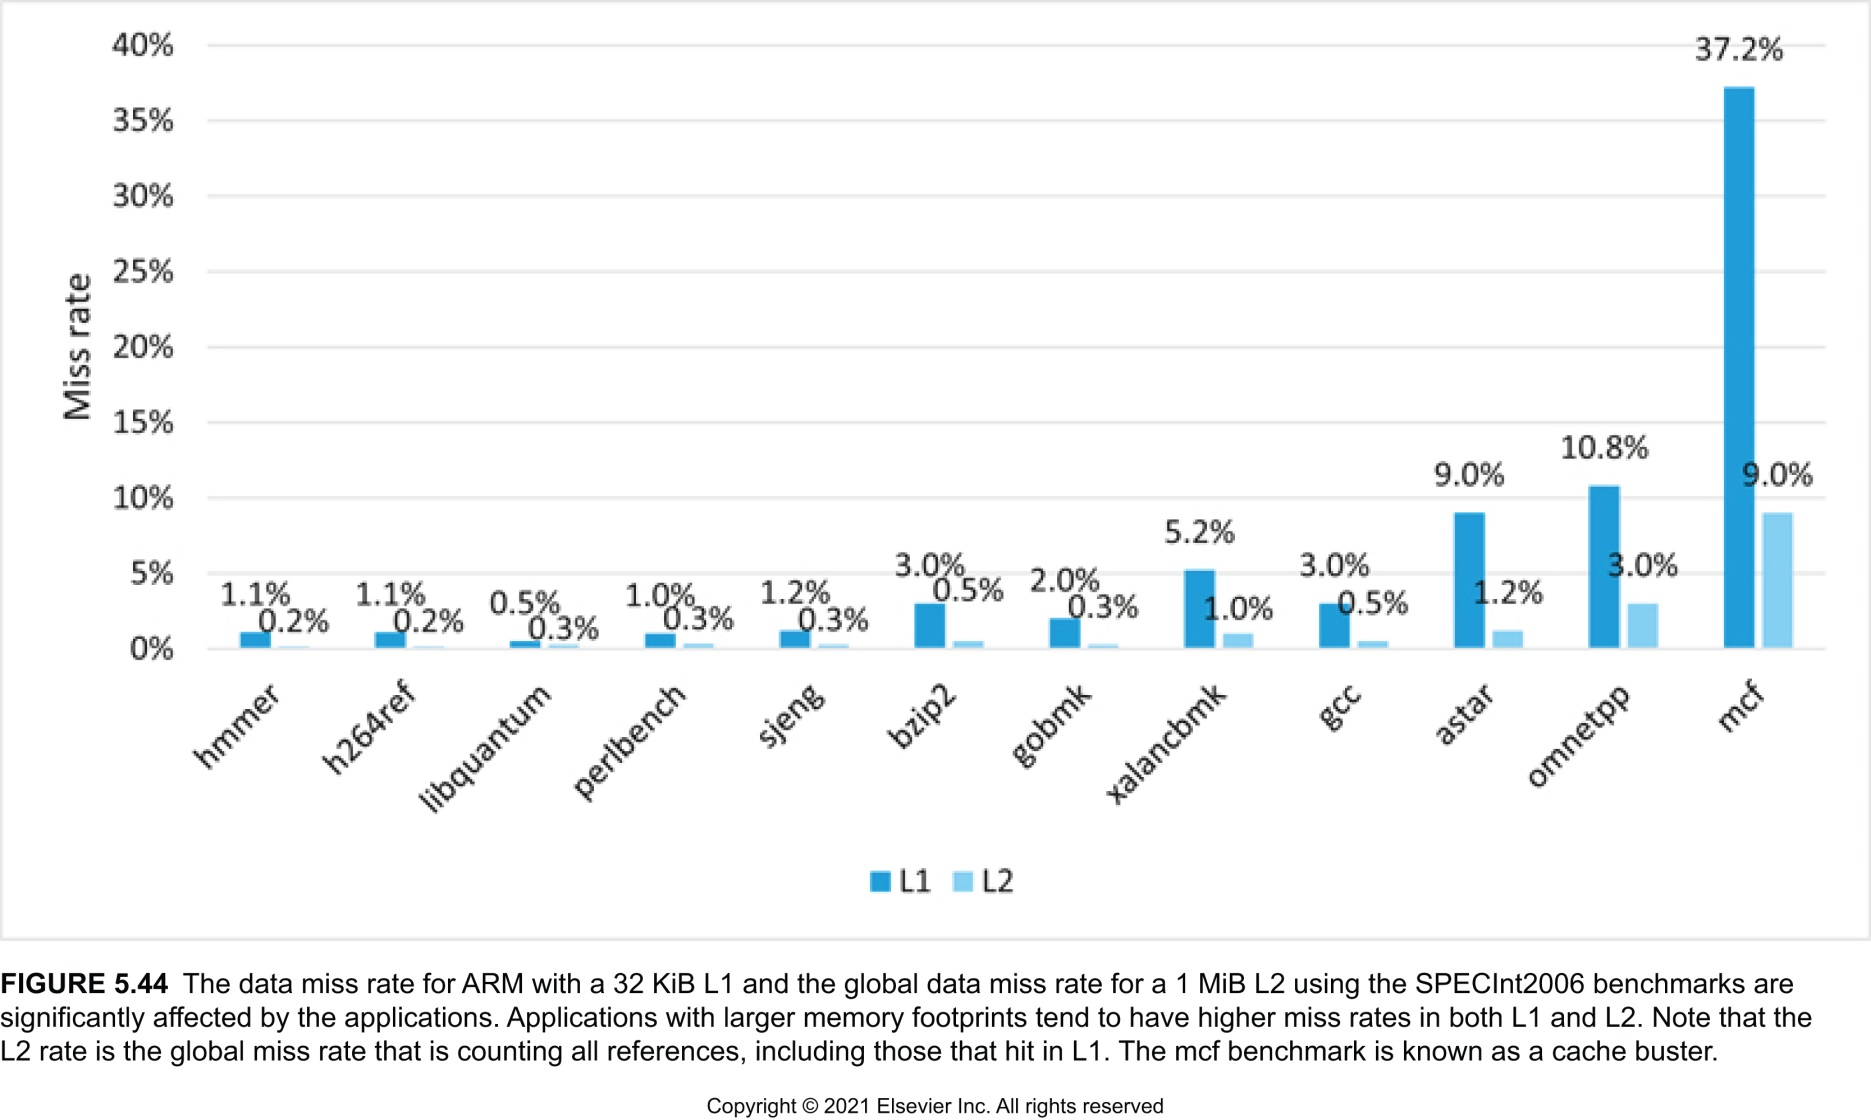 40%
35%
30%
25%
20%
15%
10%
5%
0%
Miss rate
1.1%
0.2%
1.1%
0.2%
0.5%
0.3%
1.0%
0.3%
1.2%
0.3%
3.0%
0.5%
2.0%
0.3%
5.2%
1.0%
3.0%
0.5%
9.0%
1.2%
10.8%
3.0%
37.2%
9.0%
hmmer
h264ref
libquantum
perlbench
sjeng
bzip2
gobmk
xalancbmk
gcc
astar
omnetpp
mcf
L1
L2
FIGURE 5.44 The data miss rate for ARM with a 32 KiB L1 and the global data miss rate for a 1 MiB L2 using the SPECInt2006 benchmarks are
significantly affected by the applications. Applications with larger memory footprints tend to have higher miss rates in both L1 and L2. Note that the
L2 rate is the global miss rate that is counting all references, including those that hit in L1. The mcf benchmark is known as a cache buster.
Copyright © 2021 Elsevier Inc. All rights reserved